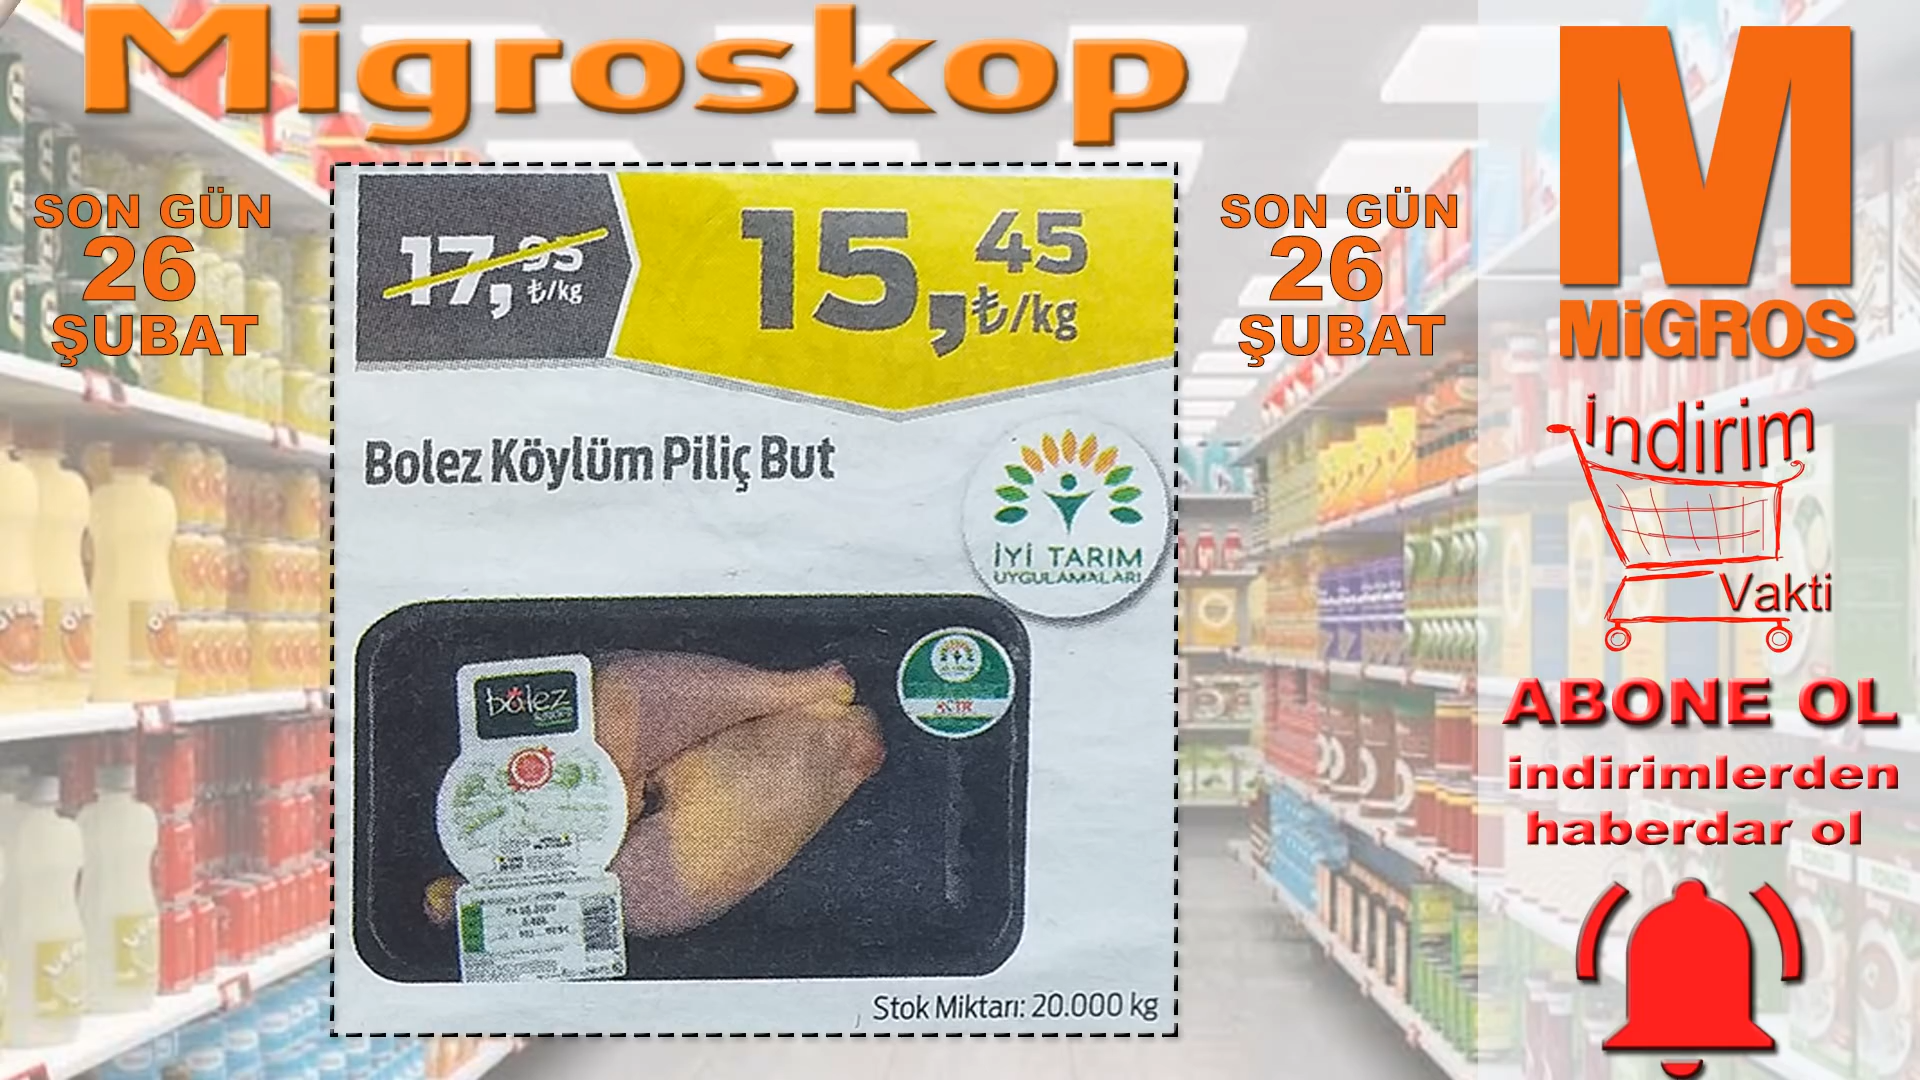 Migroskop
SON GÜN
26
ŞUBAT
17,95
₺/kg
15,45
₺/kg
Bolez Köylüm Piliç But
İYİ TARIM
UYGULAMALARI
bolez
TR
Stok Miktarı: 20.000 kg
SON GÜN
26
ŞUBAT
M
MiGROS
İndirim
Vakti
ABONE OL
indirimlerden
haberdar ol